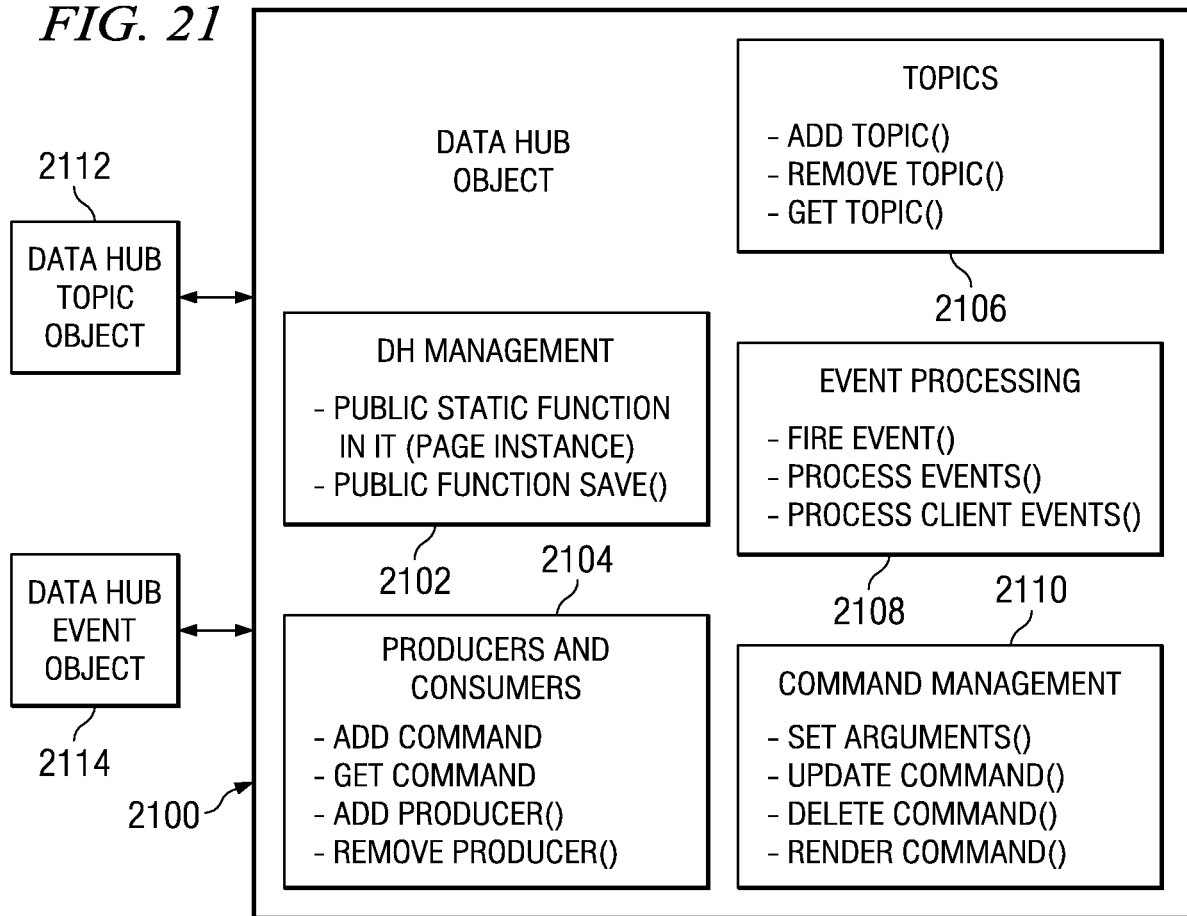 FIG. 21
2112
DATA HUB
TOPIC
OBJECT
DATA HUB
EVENT
OBJECT
2114
2100
DATA HUB
OBJECT
DH MANAGEMENT
- PUBLIC STATIC FUNCTION
IN IT (PAGE INSTANCE)
- PUBLIC FUNCTION SAVE()
2102
2104
PRODUCERS AND
CONSUMERS
- ADD COMMAND
- GET COMMAND
- ADD PRODUCER()
- REMOVE PRODUCER()
TOPICS
- ADD TOPIC()
- REMOVE TOPIC()
- GET TOPIC()
2106
EVENT PROCESSING
- FIRE EVENT()
- PROCESS EVENTS()
- PROCESS CLIENT EVENTS()
2108
2110
COMMAND MANAGEMENT
- SET ARGUMENTS()
- UPDATE COMMAND()
- DELETE COMMAND()
- RENDER COMMAND()